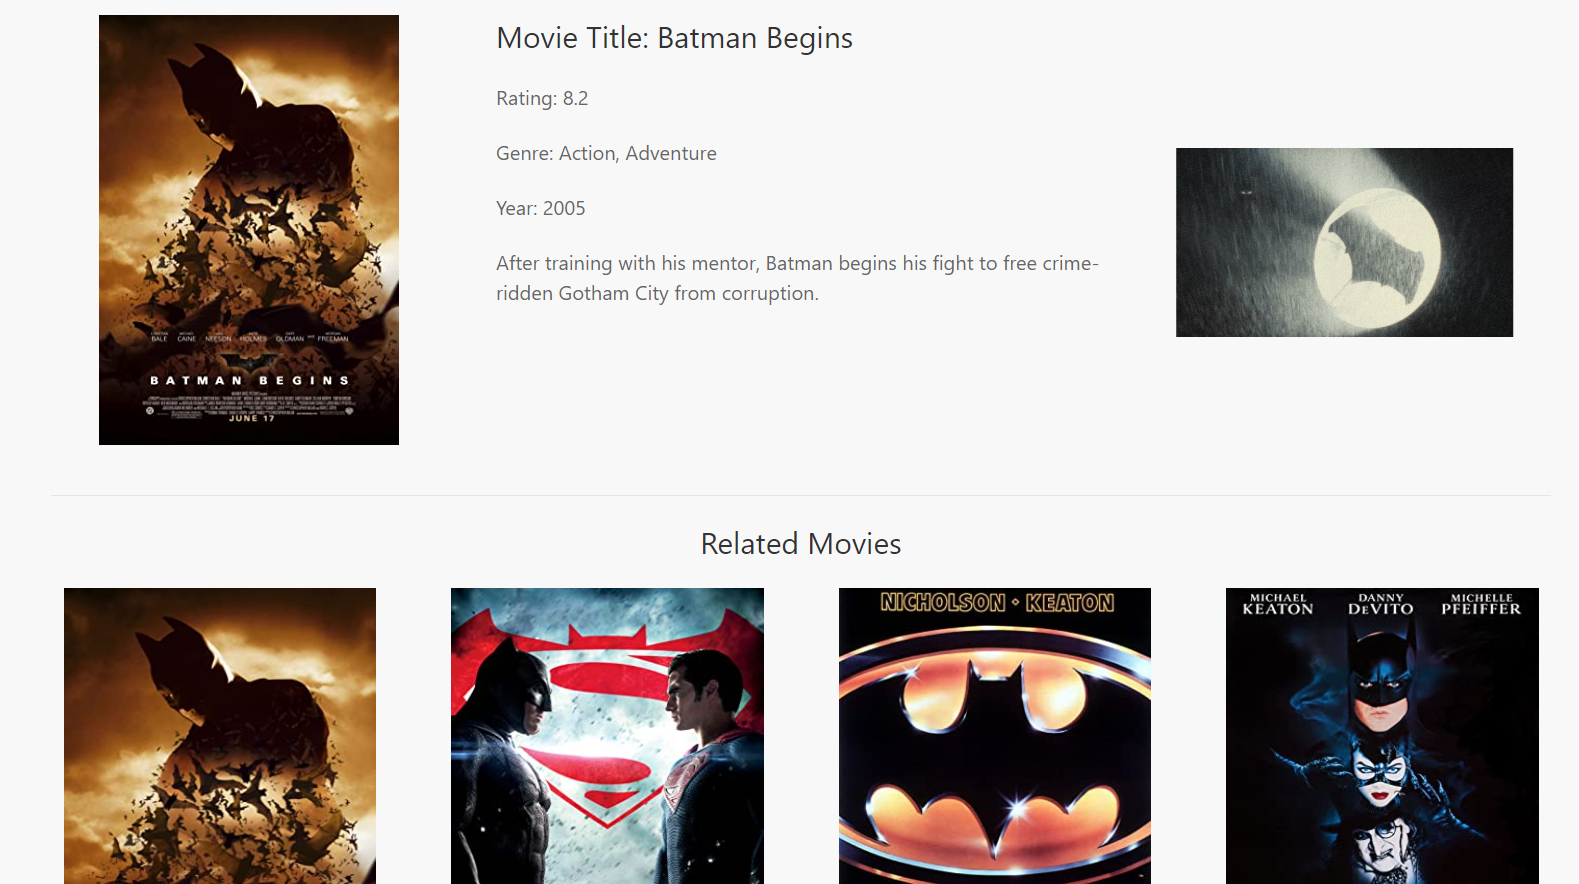 Movie Title: Batman Begins
Rating: 8.2
Genre: Action, Adventure
Year: 2005
After training with his mentor, Batman begins his fight to free crime-
ridden Gotham City from corruption.
BALE CAINE NEESON HOLMES OLDMAN FREEMAN
BATMAN BEGINS
JUNE 17
Related Movies
NICHOLSON • KEATON
MICHAEL KEATON
DANNY DEVITO
MICHELLE PFEIFFER